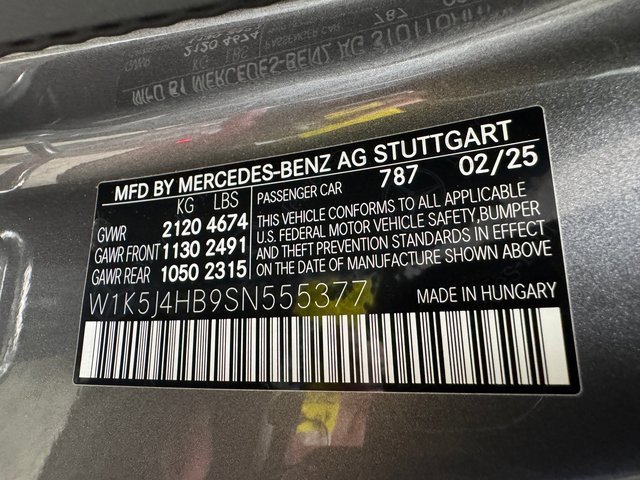 MFD BY MERCEDES-BENZ AG STUTTGART
KG LBS
GVWR 2120 4674
GAWR FRONT 1130 2491
GAWR REAR 1050 2315
PASSENGER CAR 787 02/25
THIS VEHICLE CONFORMS TO ALL APPLICABLE
U.S. FEDERAL MOTOR VEHICLE SAFETY,BUMPER
AND THEFT PREVENTION STANDARDS IN EFFECT
ON THE DATE OF MANUFACTURE SHOWN ABOVE
W1K5J4HB9SN555377
MADE IN HUNGARY